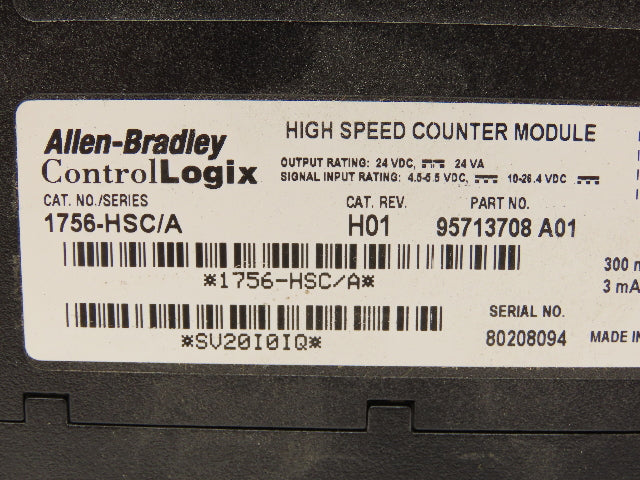 Allen-Bradley
ControlLogix
HIGH SPEED COUNTER MODULE
OUTPUT RATING: 24 VDC, 24 VA
SIGNAL INPUT RATING: 4.5-5.5 VDC, 10-26.4 VDC
CAT. NO./SERIES
1756-HSC/A
CAT. REV.
H01
PART NO.
95713708 A01
*1756-HSC/A*
300
3 mA
SERIAL NO.
80208094
MADE IN
*SV20I0IQ*